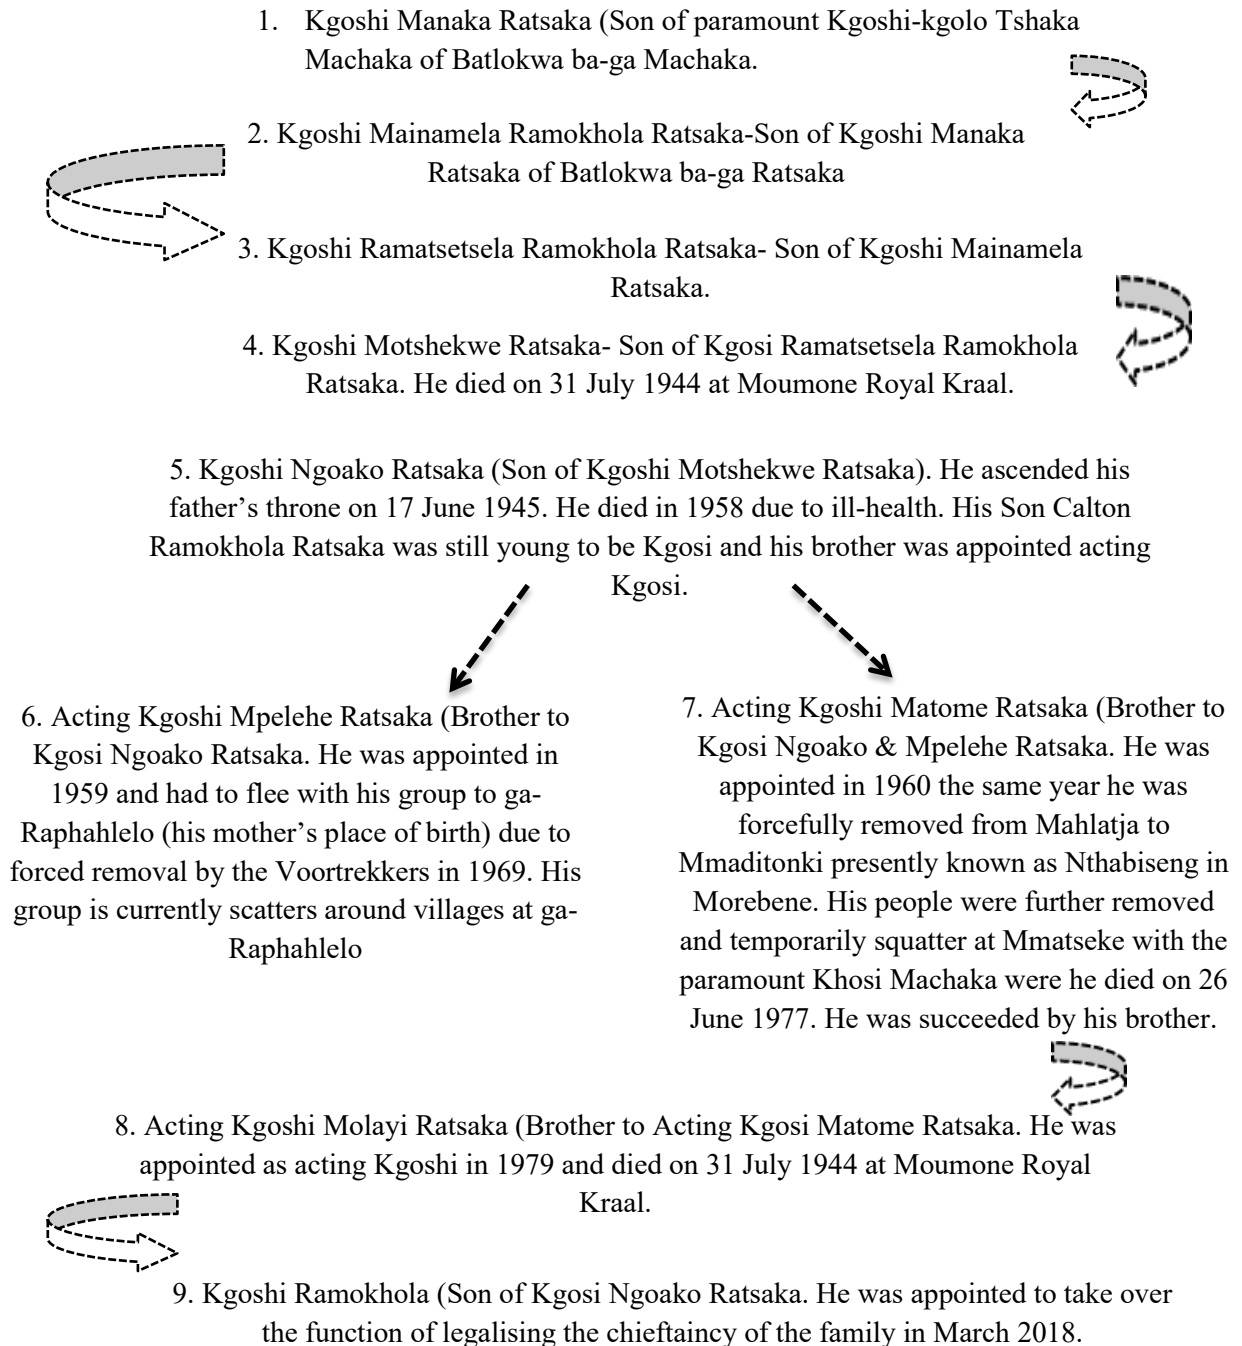 1. Kgoshi Manaka Ratsaka (Son of paramount Kgoshi-kgolo Tshaka
Machaka of Batlokwa ba-ga Machaka.
2. Kgoshi Mainamela Ramokhola Ratsaka-Son of Kgoshi Manaka
Ratsaka of Batlokwa ba-ga Ratsaka
3. Kgoshi Ramatsetsela Ramokhola Ratsaka- Son of Kgoshi Mainamela
Ratsaka.
4. Kgoshi Motshekwe Ratsaka- Son of Kgosi Ramatsetsela Ramokhola
Ratsaka. He died on 31 July 1944 at Moumone Royal Kraal.
5. Kgoshi Ngoako Ratsaka (Son of Kgoshi Motshekwe Ratsaka). He ascended his
father’s throne on 17 June 1945. He died in 1958 due to ill-health. His Son Calton
Ramokhola Ratsaka was still young to be Kgosi and his brother was appointed acting
Kgosi.
6. Acting Kgoshi Mpelehe Ratsaka (Brother to
Kgosi Ngoako Ratsaka. He was appointed in
1959 and had to flee with his group to ga-
Raphahlelo (his mother’s place of birth) due to
forced removal by the Voortrekkers in 1969. His
group is currently scatters around villages at ga-
Raphahlelo
7. Acting Kgoshi Matome Ratsaka (Brother to
Kgosi Ngoako & Mpelehe Ratsaka. He was
appointed in 1960 the same year he was
forcefully removed from Mahlatja to
Mmaditonki presently known as Nthabiseng in
Morebene. His people were further removed
and temporarily squatter at Mmatseke with the
paramount Khosi Machaka were he died on 26
June 1977. He was succeeded by his brother.
8. Acting Kgoshi Molayi Ratsaka (Brother to Acting Kgosi Matome Ratsaka. He was
appointed as acting Kgoshi in 1979 and died on 31 July 1944 at Moumone Royal
Kraal.
9. Kgoshi Ramokhola (Son of Kgosi Ngoako Ratsaka. He was appointed to take over
the function of legalising the chieftaincy of the family in March 2018.